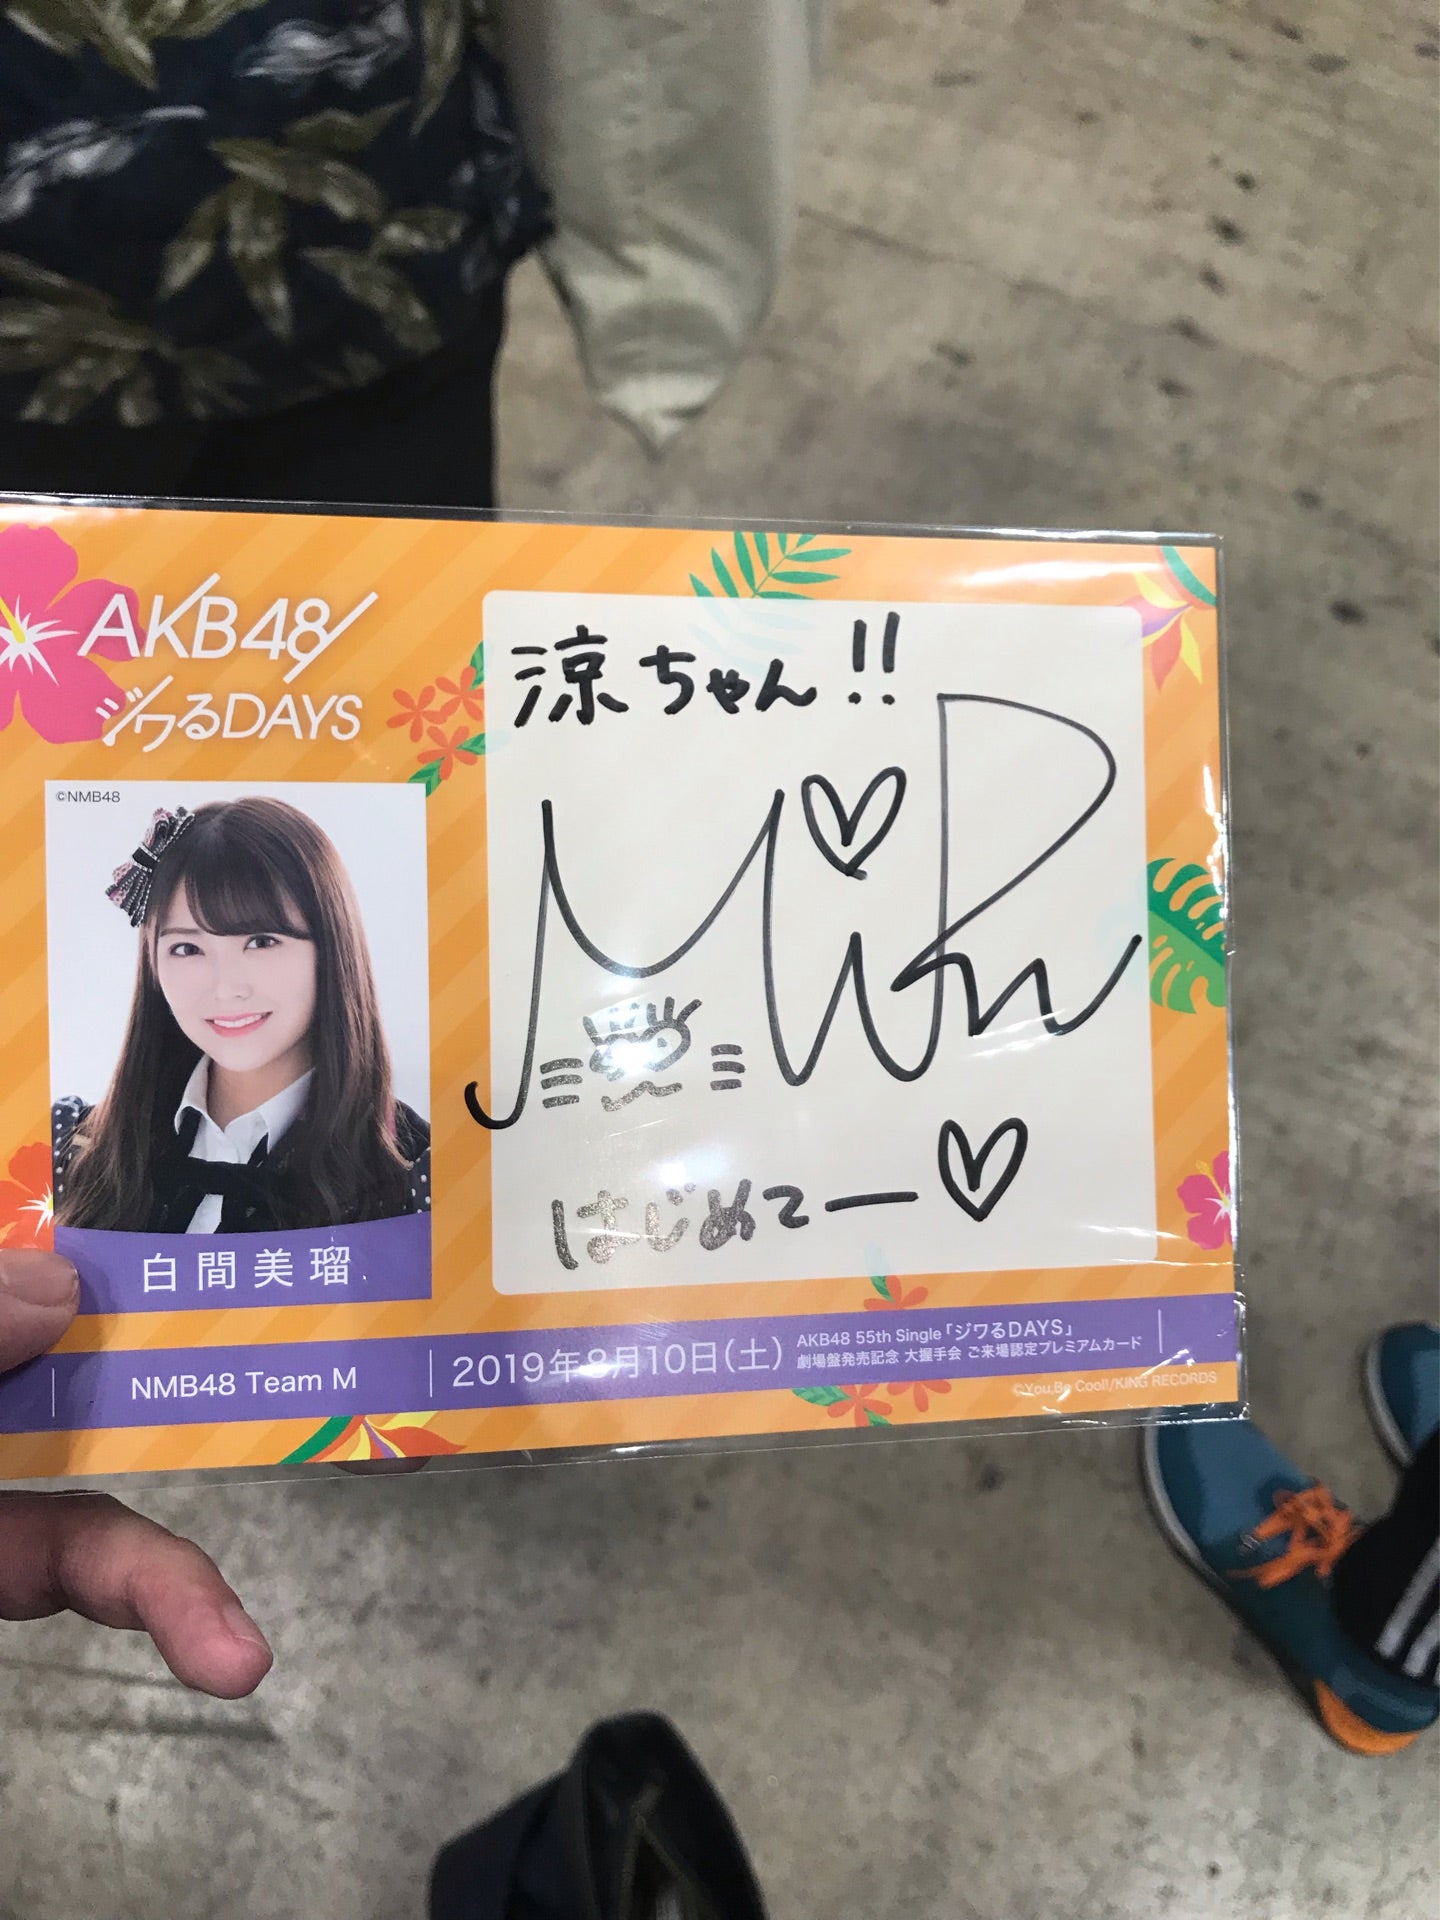 AKB48
ジワるDAYS
©NMB48
白間美瑠
涼ちゃん!!
はじめてー♡
NMB48 Team M
2019年8月10日(土)
AKB48 55th Single「ジワるDAYS」
劇場盤発売記念 大握手会 ご来場認定プレミアムカード
©You,Be Cool!/KING RECORDS